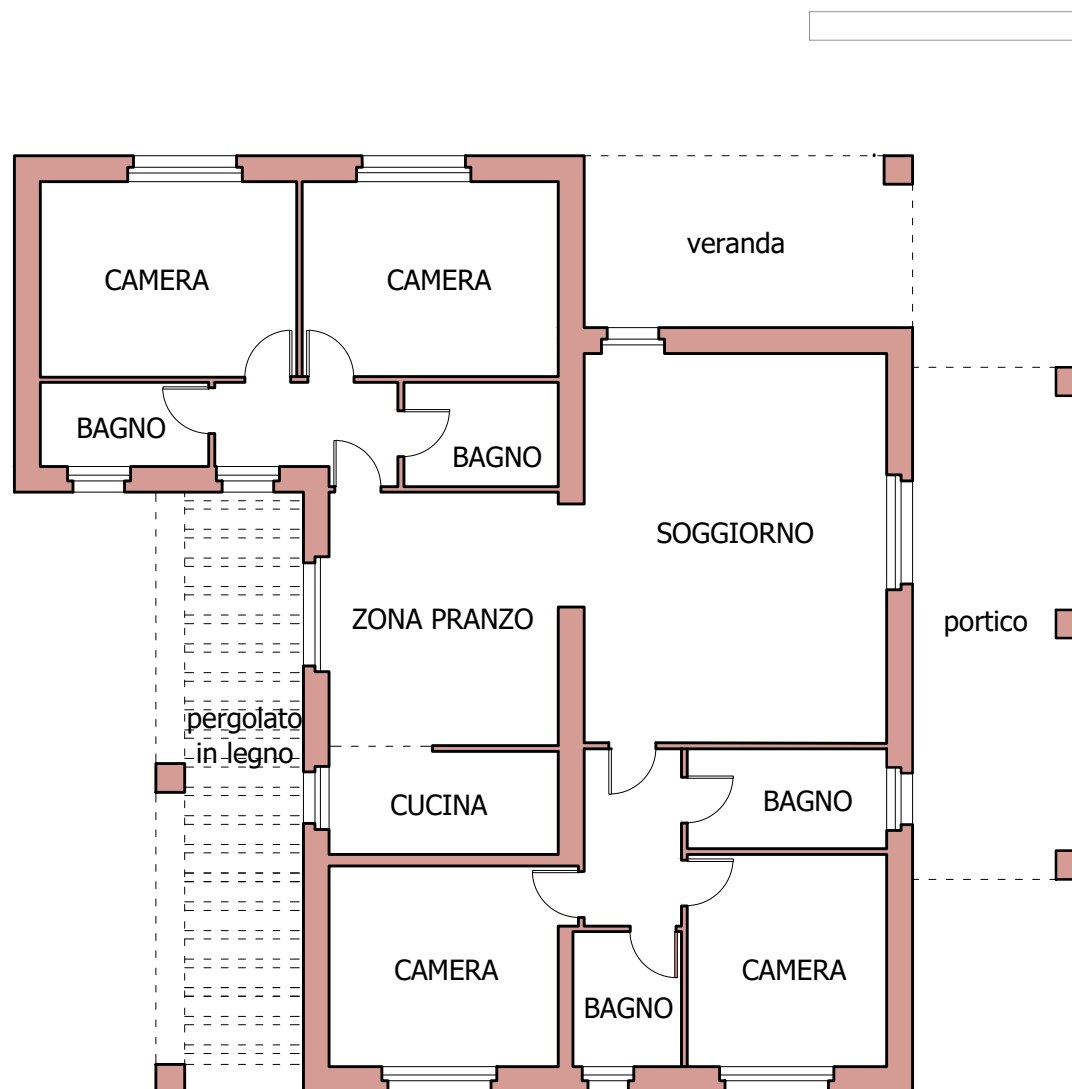 veranda
CAMERA
CAMERA
BAGNO
BAGNO
SOGGIORNO
ZONA PRANZO
portico
pergolato
in legno
CUCINA
BAGNO
CAMERA
CAMERA
BAGNO